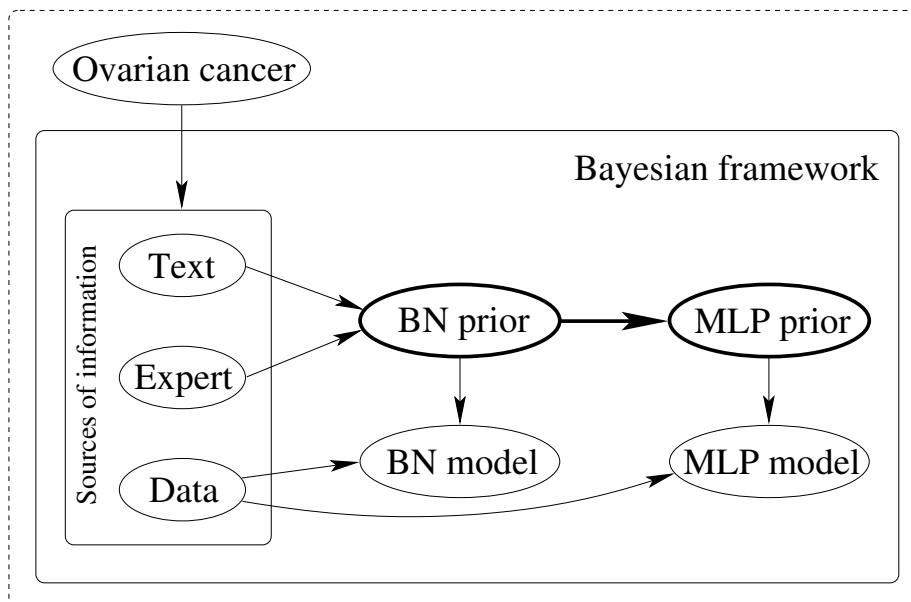 Ovarian cancer
Bayesian framework
Sources of information
Text
Expert
Data
BN prior
MLP prior
BN model
MLP model